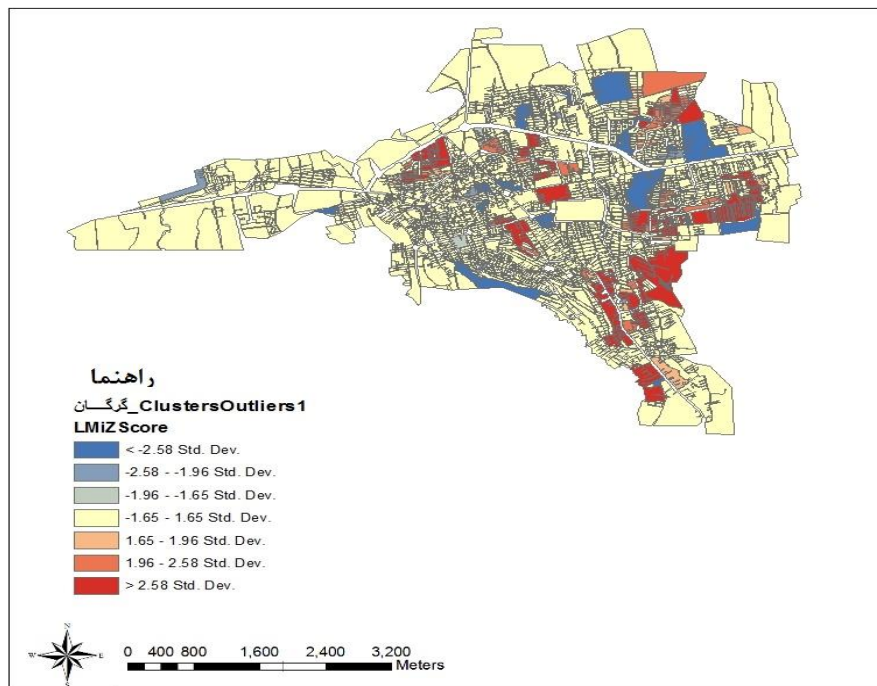 راهنما
گرگــــان_ClustersOutliers1
LMiZScore
< -2.58 Std. Dev.
-2.58 - -1.96 Std. Dev.
-1.96 - -1.65 Std. Dev.
-1.65 - 1.65 Std. Dev.
1.65 - 1.96 Std. Dev.
1.96 - 2.58 Std. Dev.
> 2.58 Std. Dev.
N
W E
S
0 400 800 1,600 2,400 3,200
Meters